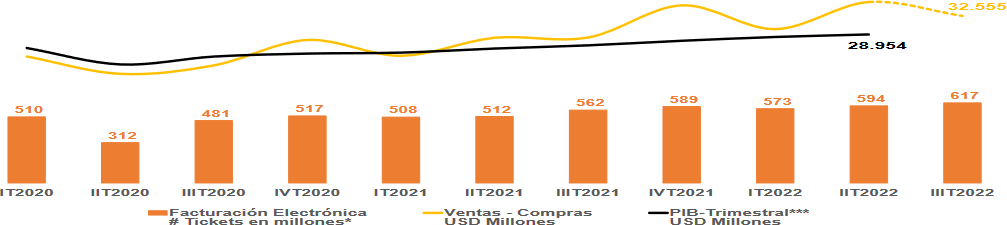 32.555
28.954
510
312
481
517
508
512
562
589
573
594
617
IT2020
IIT2020
IIIT2020
IVT2020
IT2021
IIT2021
IIIT2021
IVT2021
IT2022
IIT2022
IIIT2022
Facturación Electrónica
# Tickets en millones*
Ventas - Compras
USD Millones
PIB-Trimestral***
USD Millones